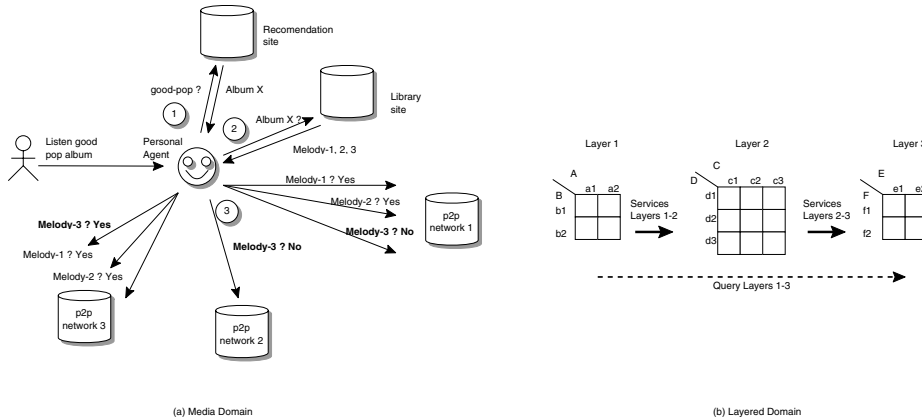 Recomendation
site
good-pop ?
Album X
1
2
Album X ?
Library
site
Listen good
pop album
Personal
Agent
Melody-1, 2, 3
Melody-1 ? Yes
Melody-2 ? Yes
3
Melody-3 ? Yes
Melody-3 ? No
Melody-3 ? No
p2p
network 1
Melody-1 ? Yes
Melody-2 ? Yes
p2p
network 3
p2p
network 2
(a) Media Domain
Layer 1
Layer 2
Layer
A
B
a1
a2
b1
b2
Services
Layers 1-2
C
D
c1
c2
c3
d1
d2
d3
Services
Layers 2-3
E
F
e1
f1
f2
Query Layers 1-3
(b) Layered Domain